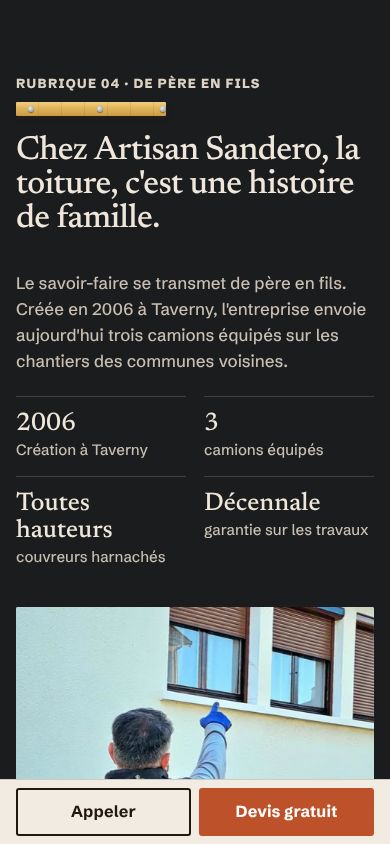 RUBRIQUE 04 · DE PÈRE EN FILS
Chez Artisan Sandero, la
toiture, c'est une histoire
de famille.
Le savoir-faire se transmet de père en fils.
Créée en 2006 à Taverny, l'entreprise envoie
aujourd'hui trois camions équipés sur les
chantiers des communes voisines.
2006
Création à Taverny
3
camions équipés
Toutes
hauteurs
couvreurs harnachés
Décennale
garantie sur les travaux
Appeler
Devis gratuit